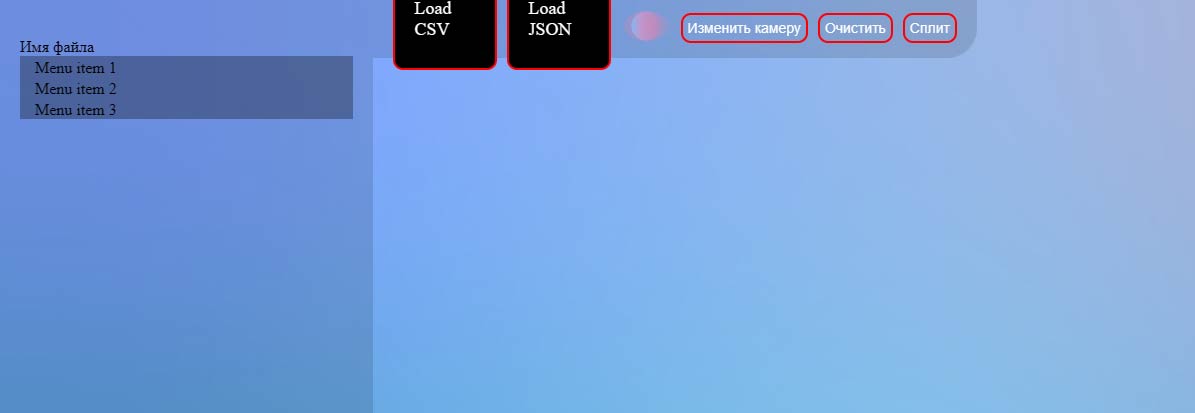 Load
CSV
Load
JSON
Изменить камеру
Очистить
Сплит
Имя файла
Menu item 1
Menu item 2
Menu item 3